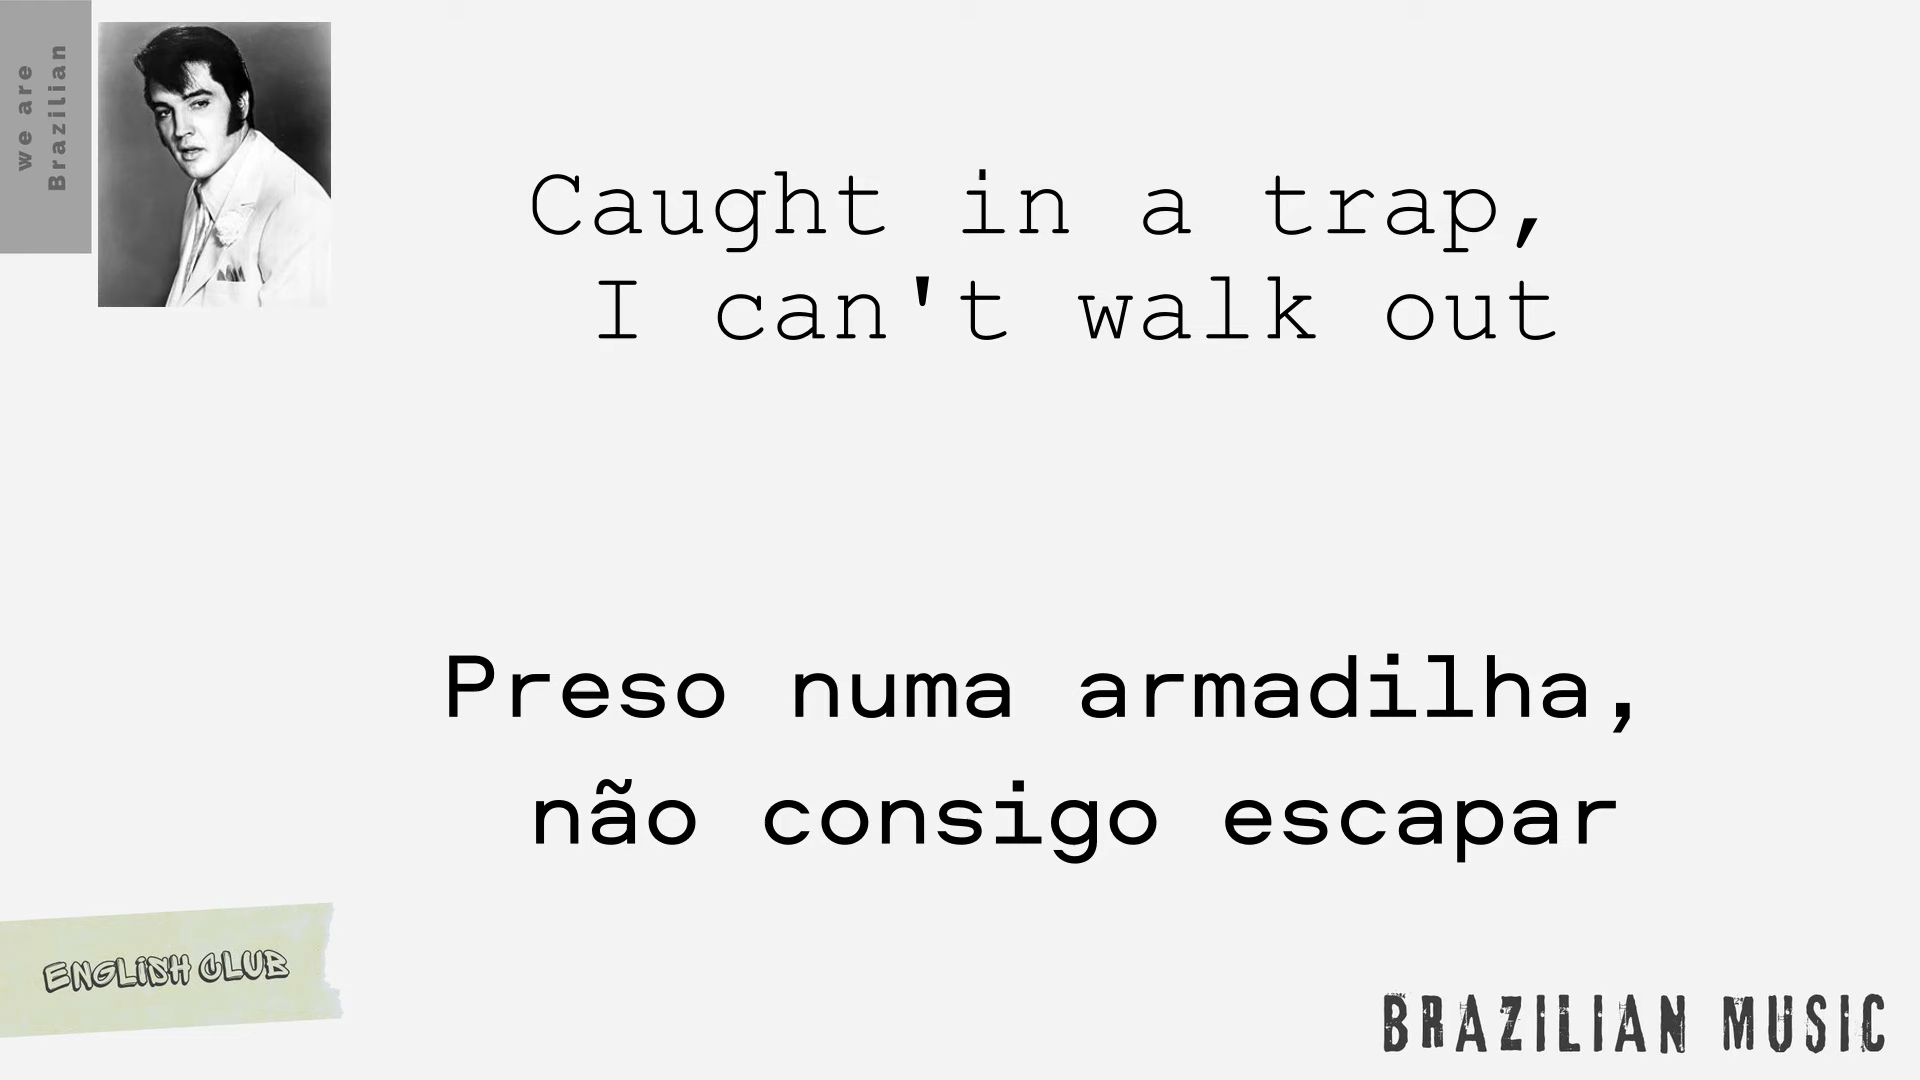 we are
Brazilian
Caught in a trap,
I can't walk out
Preso numa armadilha,
não consigo escapar
ENGLISH CLUB
BRAZILIAN MUSIC